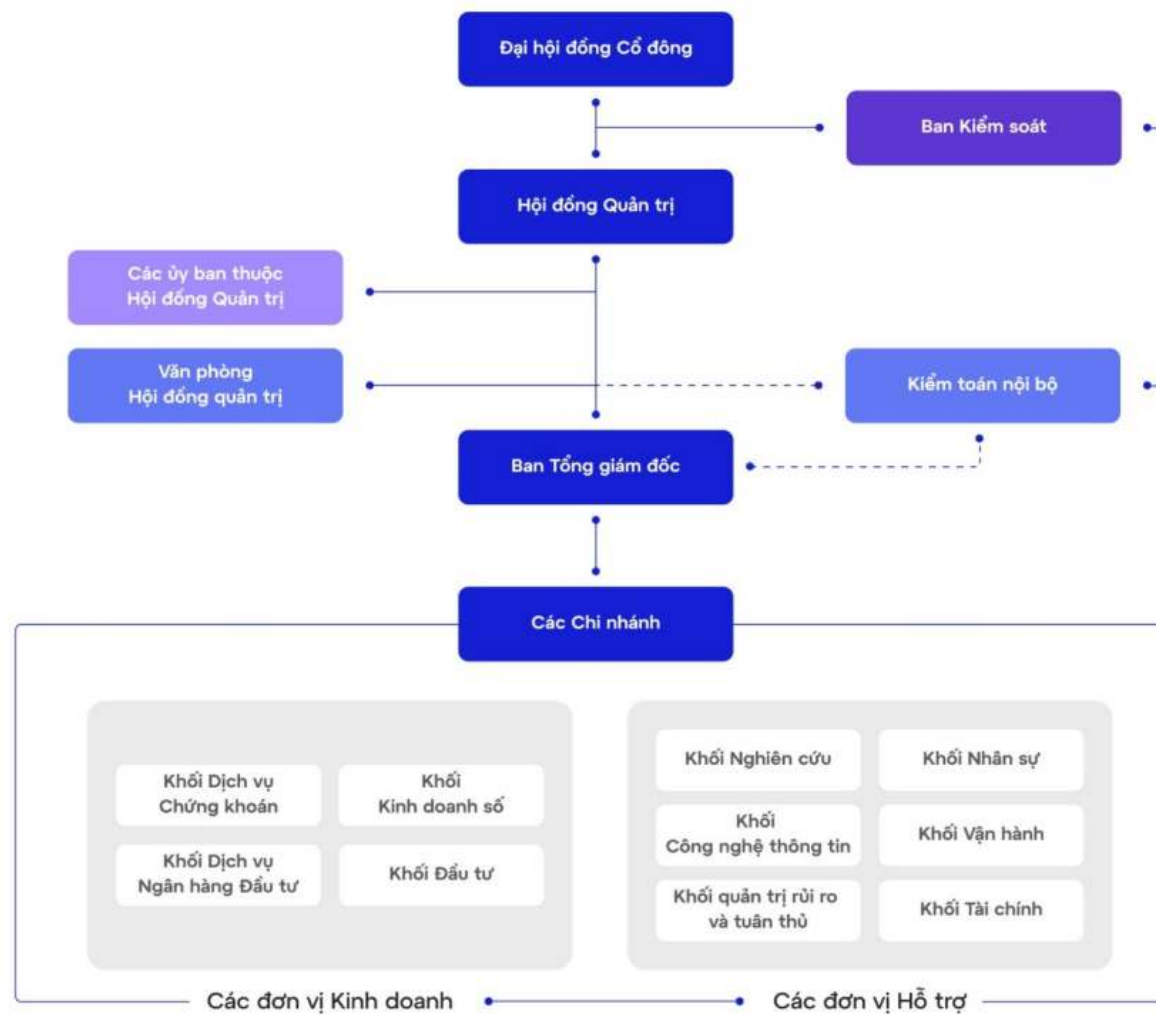 Đại hội đồng Cổ đông
Ban Kiểm soát
Hội đồng Quản trị
Các ủy ban thuộc
Hội đồng Quản trị
Văn phòng
Hội đồng quản trị
Kiểm toán nội bộ
Ban Tổng giám đốc
Các Chi nhánh
Khối Dịch vụ
Chứng khoán
Khối
Kinh doanh số
Khối Dịch vụ
Ngân hàng Đầu tư
Khối Đầu tư
Khối Nghiên cứu
Khối Nhân sự
Khối
Công nghệ thông tin
Khối Vận hành
Khối quản trị rủi ro
và tuân thủ
Khối Tài chính
Các đơn vị Kinh doanh
Các đơn vị Hỗ trợ